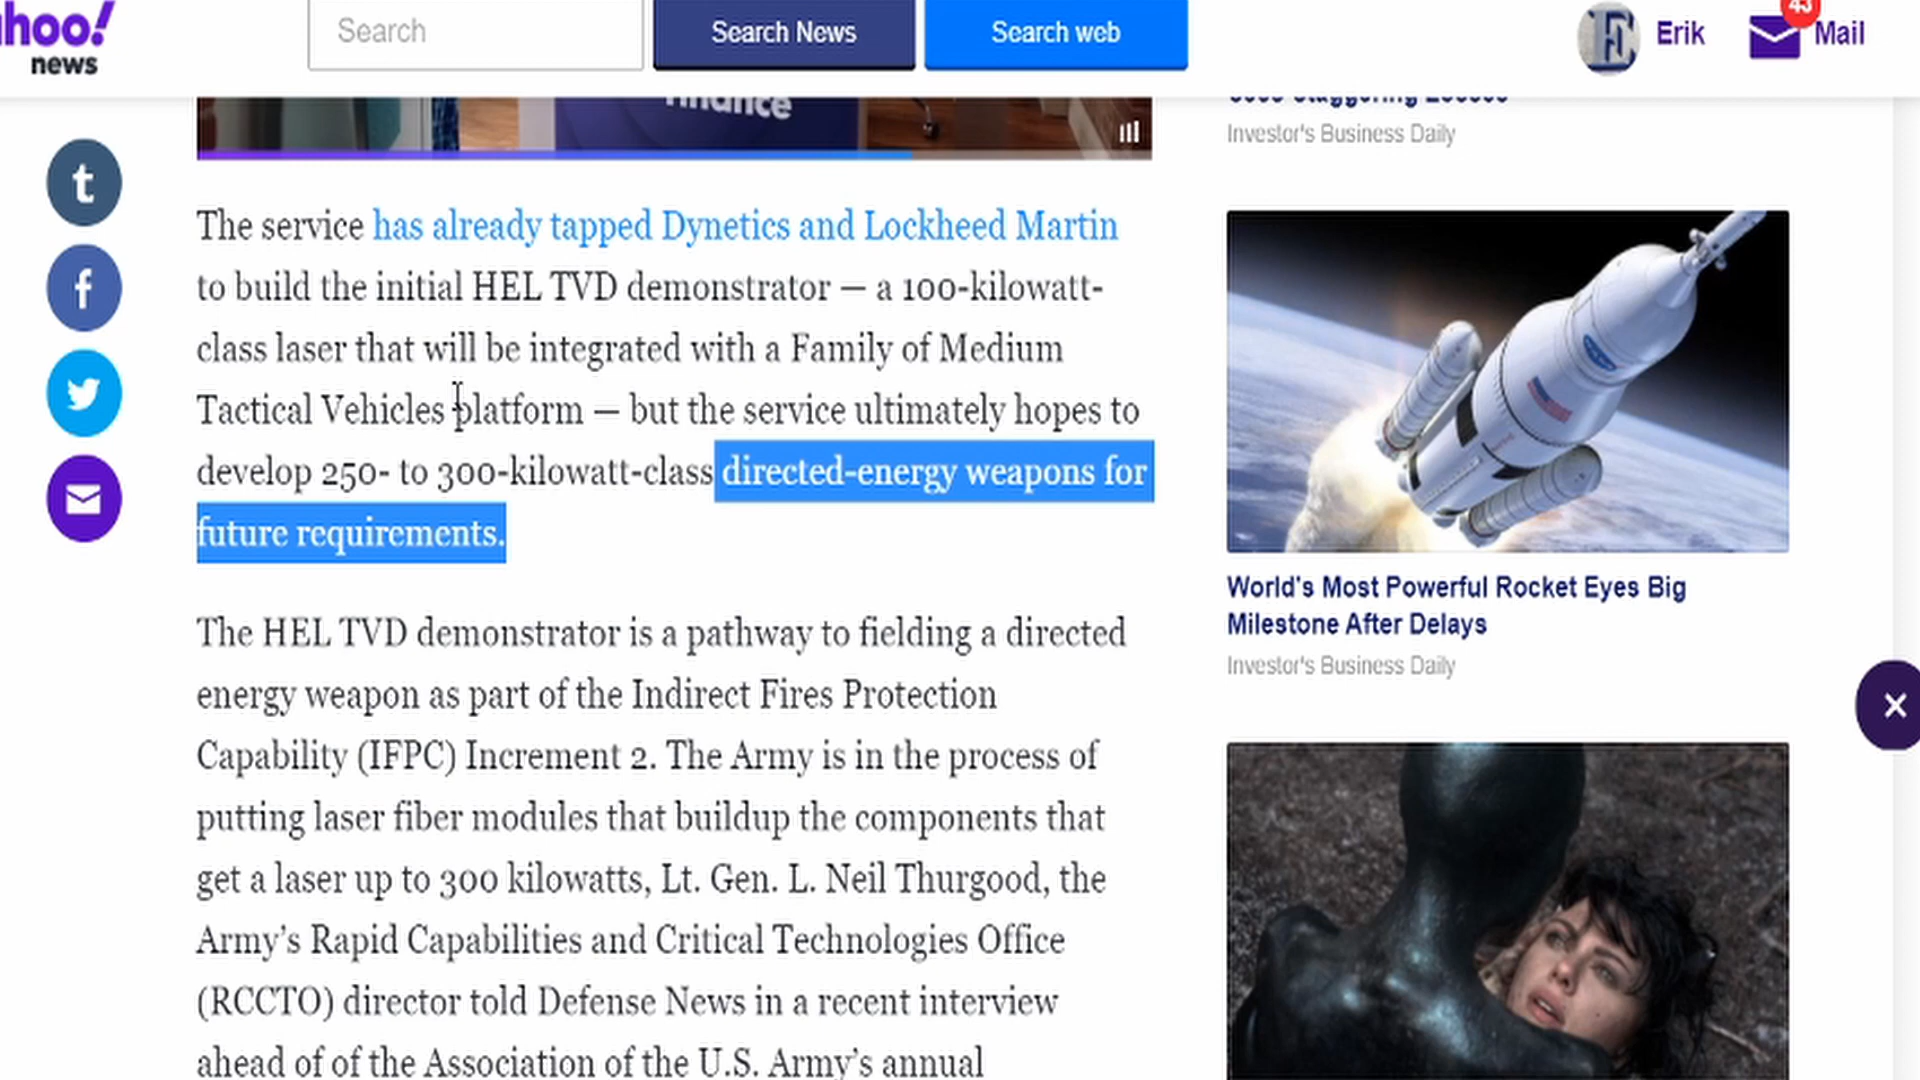 hoo!
news
Search
Search News
Search web
Erik
43
Mail
finance
Investor's Business Daily
t
f
The service has already tapped Dynetics and Lockheed Martin
to build the initial HEL TVD demonstrator — a 100-kilowatt-
class laser that will be integrated with a Family of Medium
Tactical Vehicles platform — but the service ultimately hopes to
develop 250- to 300-kilowatt-class directed-energy weapons for
future requirements.
The HEL TVD demonstrator is a pathway to fielding a directed
energy weapon as part of the Indirect Fires Protection
Capability (IFPC) Increment 2. The Army is in the process of
putting laser fiber modules that buildup the components that
get a laser up to 300 kilowatts, Lt. Gen. L. Neil Thurgood, the
Army's Rapid Capabilities and Critical Technologies Office
(RCCTO) director told Defense News in a recent interview
ahead of of the Association of the U.S. Army's annual
World's Most Powerful Rocket Eyes Big
Milestone After Delays
Investor's Business Daily